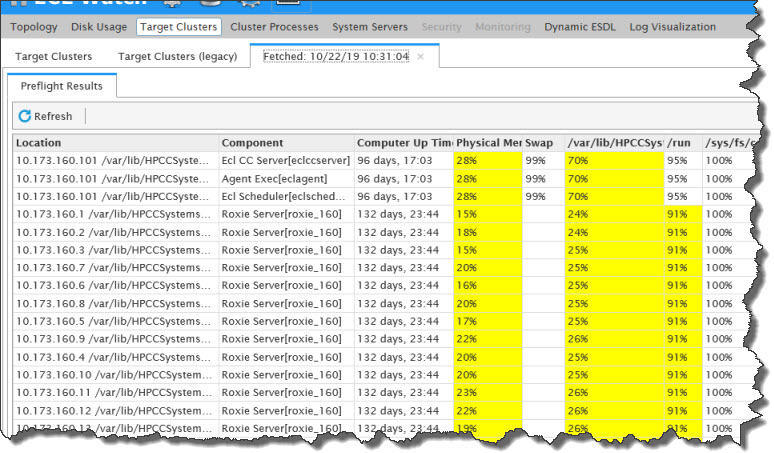 ECL Watch
Topology Disk Usage Target Clusters Cluster Processes System Servers Security Monitoring Dynamic ESDL Log Visualization
Target Clusters Target Clusters (legacy) Fetched: 10/22/19 10:31:04 ×
Preflight Results
Refresh
Location Component Computer Up Tim Physical Mer Swap /var/lib/HPCCSys /run /sys/fs/c
10.173.160.101 /var/lib/HPCCSyste... Ecl CC Server[eclccserver] 96 days, 17:03 28% 99% 70% 95% 100%
10.173.160.101 /var/lib/HPCCSyste... Agent Exec[eclagent] 96 days, 17:03 28% 99% 70% 95% 100%
10.173.160.101 /var/lib/HPCCSyste... Ecl Scheduler[eclsched... 96 days, 17:03 28% 99% 70% 95% 100%
10.173.160.1 /var/lib/HPCCSystems... Roxie Server[roxie_160] 132 days, 23:44 15% 24% 91% 100%
10.173.160.2 /var/lib/HPCCSystems... Roxie Server[roxie_160] 132 days, 23:44 18% 24% 91% 100%
10.173.160.3 /var/lib/HPCCSystems... Roxie Server[roxie_160] 132 days, 23:44 15% 25% 91% 100%
10.173.160.7 /var/lib/HPCCSystems... Roxie Server[roxie_160] 132 days, 23:44 20% 25% 91% 100%
10.173.160.6 /var/lib/HPCCSystems... Roxie Server[roxie_160] 132 days, 23:44 16% 25% 91% 100%
10.173.160.8 /var/lib/HPCCSystems... Roxie Server[roxie_160] 132 days, 23:44 20% 25% 91% 100%
10.173.160.5 /var/lib/HPCCSystems... Roxie Server[roxie_160] 132 days, 23:44 17% 25% 91% 100%
10.173.160.9 /var/lib/HPCCSystems... Roxie Server[roxie_160] 132 days, 23:44 22% 26% 91% 100%
10.173.160.4 /var/lib/HPCCSystems... Roxie Server[roxie_160] 132 days, 23:44 20% 25% 91% 100%
10.173.160.10 /var/lib/HPCCSystem... Roxie Server[roxie_160] 132 days, 23:44 20% 25% 91% 100%
10.173.160.11 /var/lib/HPCCSystem... Roxie Server[roxie_160] 132 days, 23:44 23% 26% 91% 100%
10.173.160.12 /var/lib/HPCCSystem... Roxie Server[roxie_160] 132 days, 23:44 22% 26% 91% 100%
10.173.160.13 /var/lib/HPCCSystem... Roxie Server[roxie_160] 132 days, 23:44 19% 26% 91% 100%